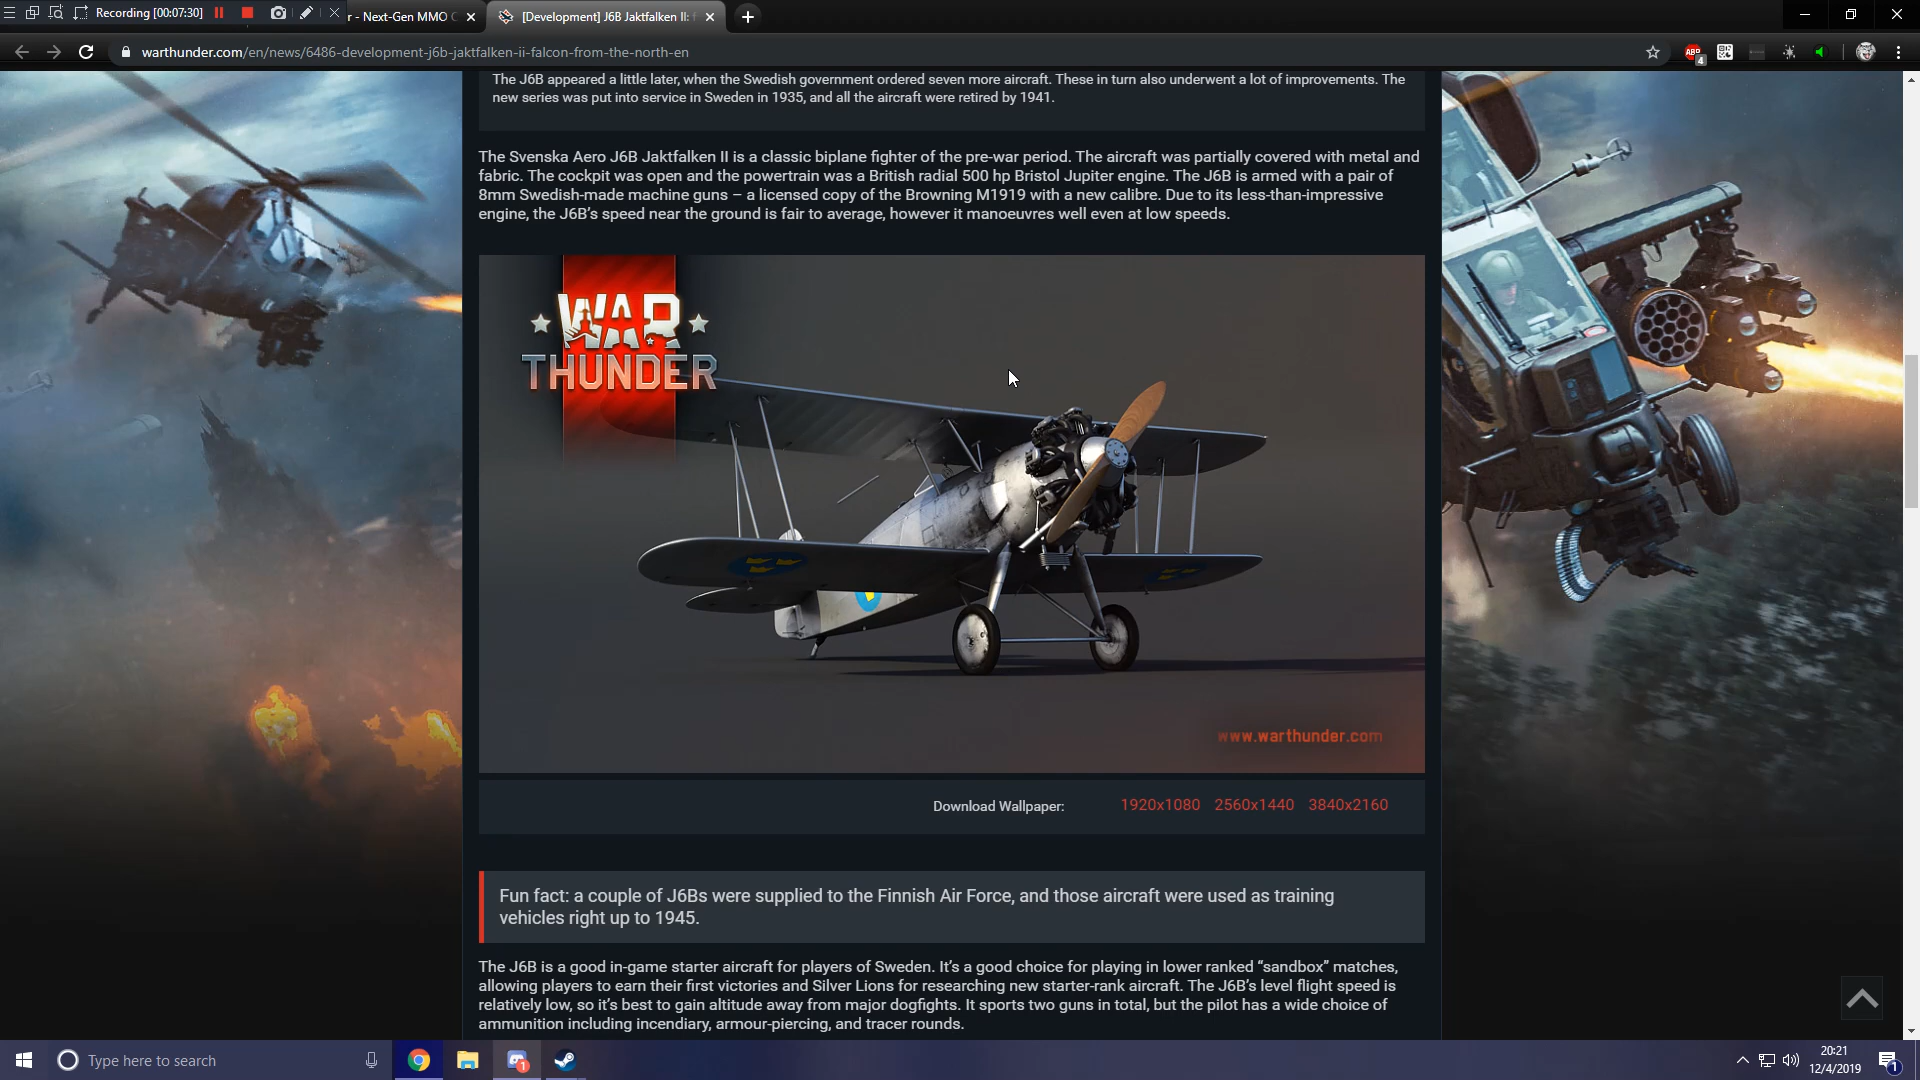 Recording [00:07:30]
r - Next-Gen MMO C
[Development] J6B Jaktfalken II: f
warthunder.com/en/news/6486-development-j6b-jaktfalken-ii-falcon-from-the-north-en
ABP
4
The J6B appeared a little later, when the Swedish government ordered seven more aircraft. These in turn also underwent a lot of improvements. The
new series was put into service in Sweden in 1935, and all the aircraft were retired by 1941.
The Svenska Aero J6B Jaktfalken II is a classic biplane fighter of the pre-war period. The aircraft was partially covered with metal and
fabric. The cockpit was open and the powertrain was a British radial 500 hp Bristol Jupiter engine. The J6B is armed with a pair of
8mm Swedish-made machine guns – a licensed copy of the Browning M1919 with a new calibre. Due to its less-than-impressive
engine, the J6B's speed near the ground is fair to average, however it manoeuvres well even at low speeds.
WAR
THUNDER
www.warthunder.com
Download Wallpaper: 1920x1080 2560x1440 3840x2160
Fun fact: a couple of J6Bs were supplied to the Finnish Air Force, and those aircraft were used as training
vehicles right up to 1945.
The J6B is a good in-game starter aircraft for players of Sweden. It's a good choice for playing in lower ranked “sandbox” matches,
allowing players to earn their first victories and Silver Lions for researching new starter-rank aircraft. The J6B's level flight speed is
relatively low, so it's best to gain altitude away from major dogfights. It sports two guns in total, but the pilot has a wide choice of
ammunition including incendiary, armour-piercing, and tracer rounds.
Type here to search
1
20:21
12/4/2019
1